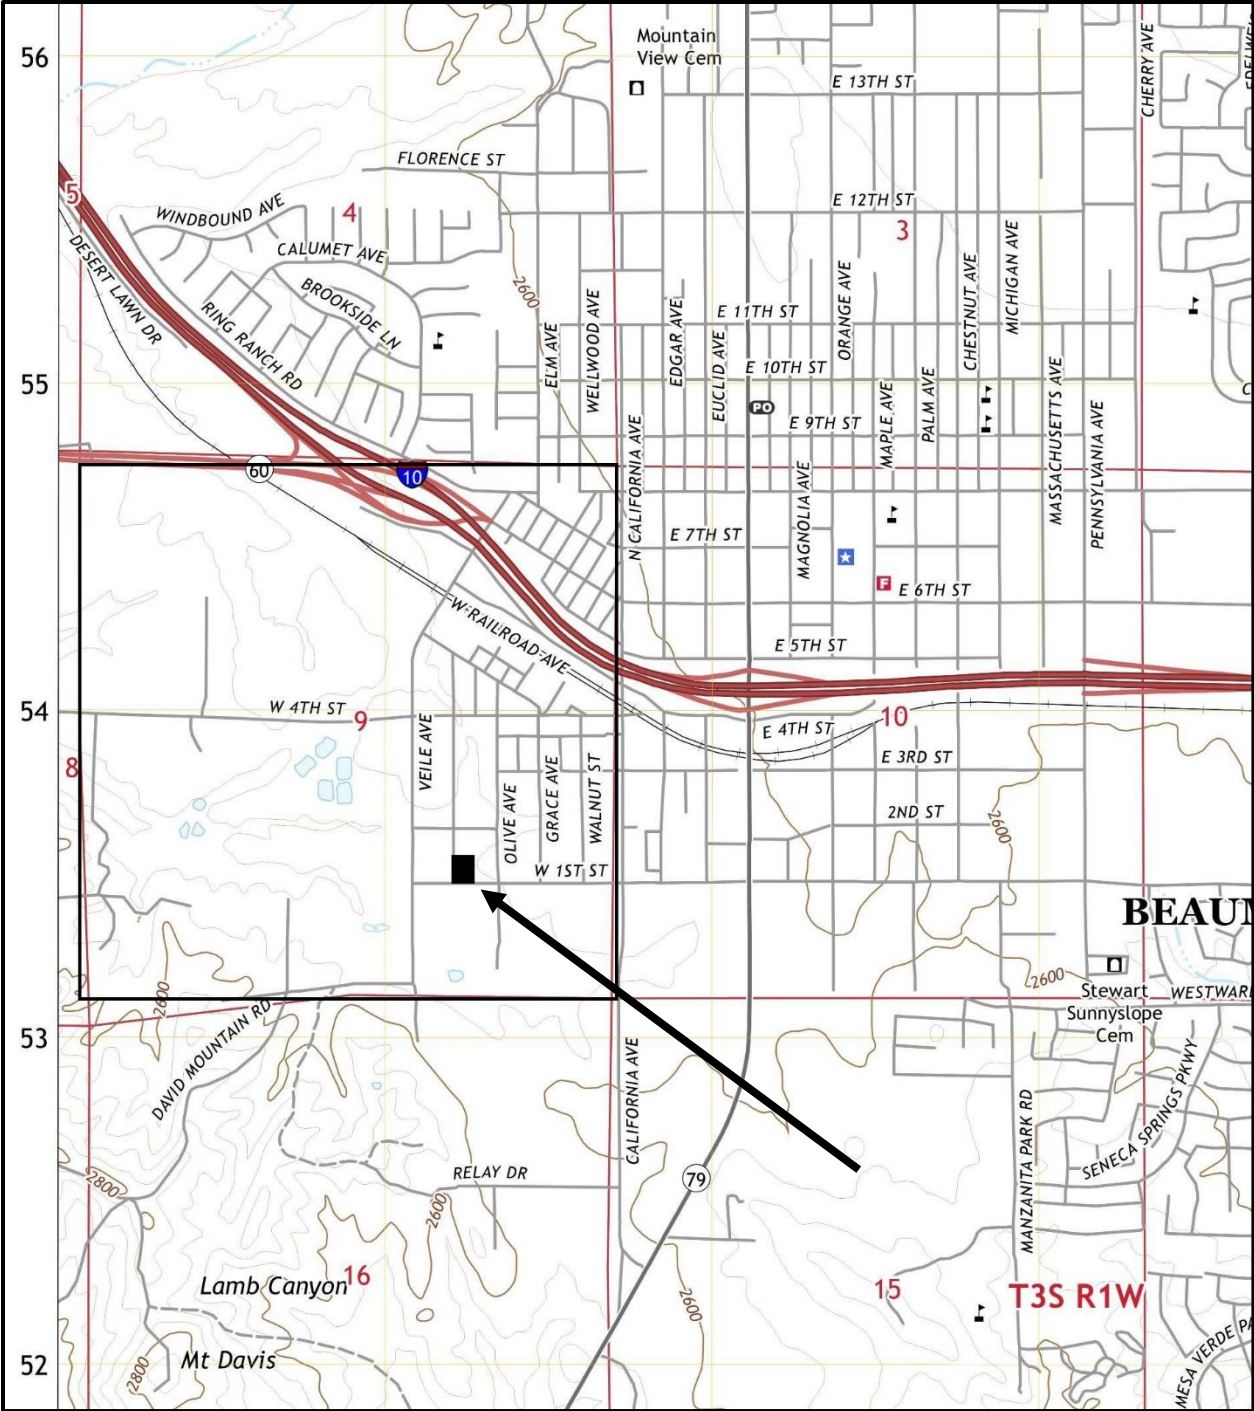 56
Mountain
View Cem
CHERRY AVE
E 13TH ST
FLORENCE ST
5
WINDBOUND AVE
4
E 12TH ST
3
DESERT LAWN DR
CALUMET AVE
BROOKSIDE LN
2600
RING RANCH RD
ELM AVE
WELLWOOD AVE
EDGAR AVE
EUCLID AVE
E 11TH ST
ORANGE AVE
CHESTNUT AVE
MICHIGAN AVE
55
E 10TH ST
PO
E 9TH ST
MAPLE AVE
PALM AVE
MASSACHUSETTS AVE
PENNSYLVANIA AVE
60
10
N CALIFORNIA AVE
E 7TH ST
MAGNOLIA AVE
F
E 6TH ST
W RAILROAD AVE
E 5TH ST
54
W 4TH ST
9
10
E 4TH ST
8
VEILE AVE
OLIVE AVE
GRACE AVE
WALNUT ST
E 3RD ST
2ND ST
2600
W 1ST ST
BEAUM
2600
2600
Stewart
Sunnyslope
Cem
WESTWARD
53
DAVID MOUNTAIN RD
CALIFORNIA AVE
MANZANITA PARK RD
SENECA SPRINGS PKWY
2800
RELAY DR
79
2600
Lamb Canyon
16
15
T3S R1W
2600
52
2800
Mt Davis
MESA VERDE